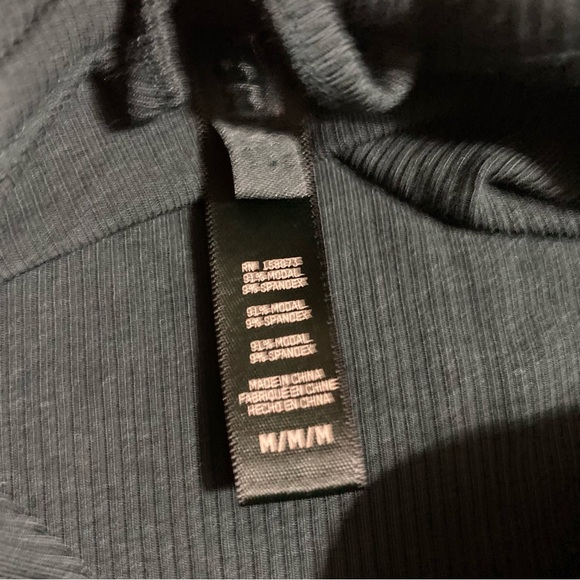 RN 158973
91% MODAL
9% SPANDEX
91% MODAL
9% SPANDEX
91% MODAL
9% SPANDEX
MADE IN CHINA
FABRIQUE EN CHINE
HECHO EN CHINA
M/M/M